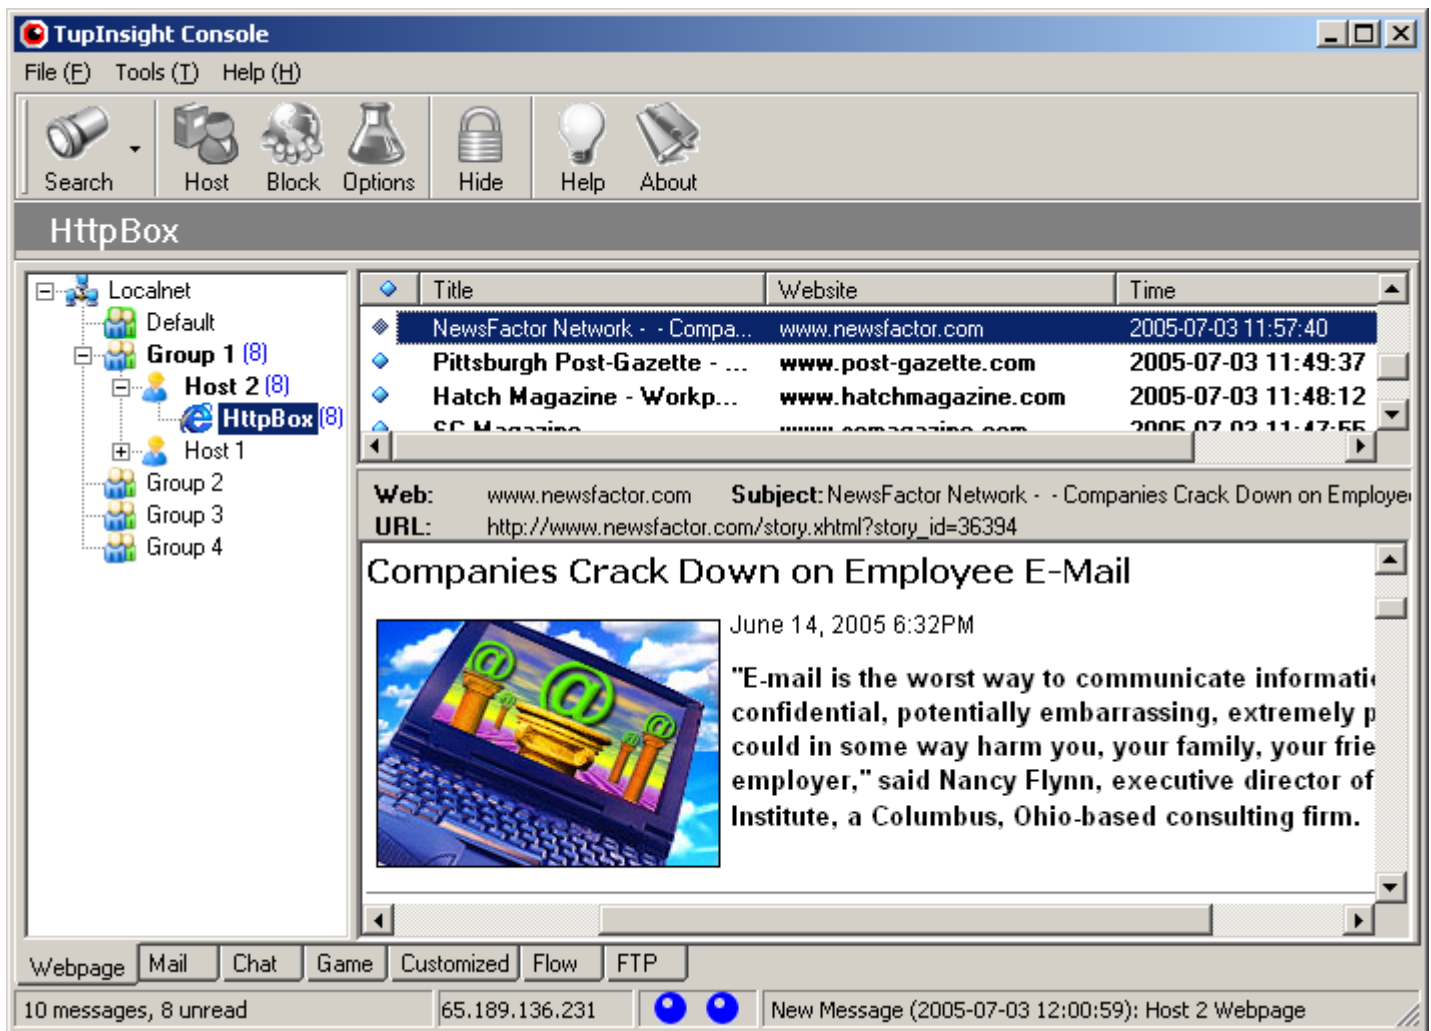 TupInsight Console
File (F) Tools (T) Help (H)
Search Host Block Options Hide Help About
HttpBox
Localnet
Default
Group 1 (8)
Host 2 (8)
HttpBox (8)
Host 1
Group 2
Group 3
Group 4
Title Website Time
NewsFactor Network - - Compa... www.newsfactor.com 2005-07-03 11:57:40
Pittsburgh Post-Gazette - ... www.post-gazette.com 2005-07-03 11:49:37
Hatch Magazine - Workp... www.hatchmagazine.com 2005-07-03 11:48:12
SC Magazine 2005-07-03 11:47:55
Web: www.newsfactor.com Subject: NewsFactor Network - - Companies Crack Down on Employe
URL: http://www.newsfactor.com/story.xhtml?story_id=36394
Companies Crack Down on Employee E-Mail
June 14, 2005 6:32PM
"E-mail is the worst way to communicate informati
confidential, potentially embarrassing, extremely p
could in some way harm you, your family, your frie
employer," said Nancy Flynn, executive director of
Institute, a Columbus, Ohio-based consulting firm.
Webpage Mail Chat Game Customized Flow FTP
10 messages, 8 unread 65.189.136.231 New Message (2005-07-03 12:00:59): Host 2 Webpage